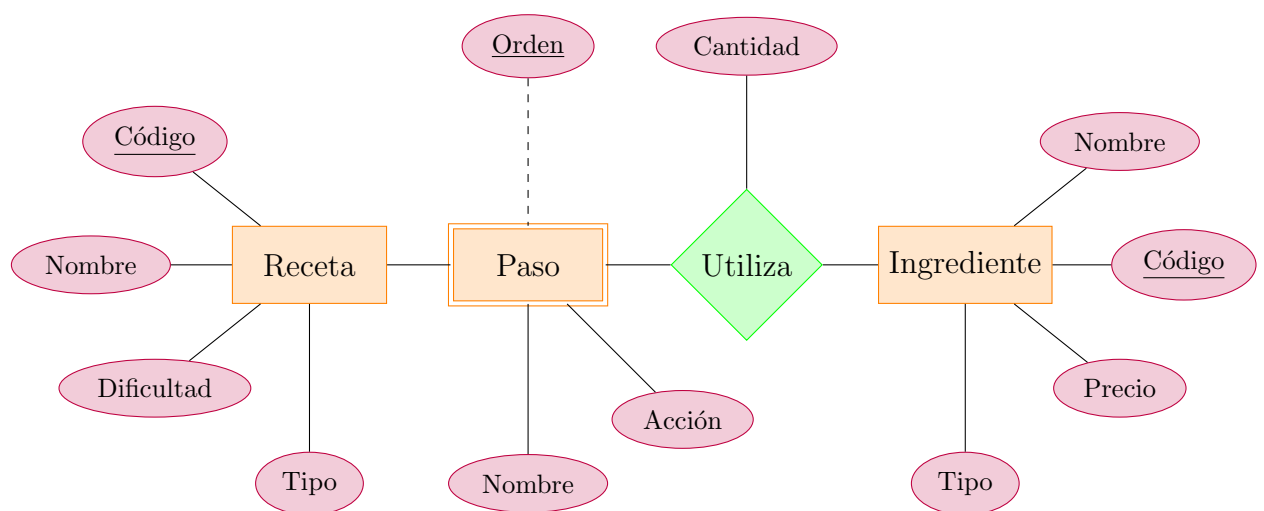 Orden
Cantidad
Código
Nombre
Nombre
Receta
Paso
Utiliza
Ingrediente
Código
Dificultad
Precio
Acción
Tipo
Nombre
Tipo